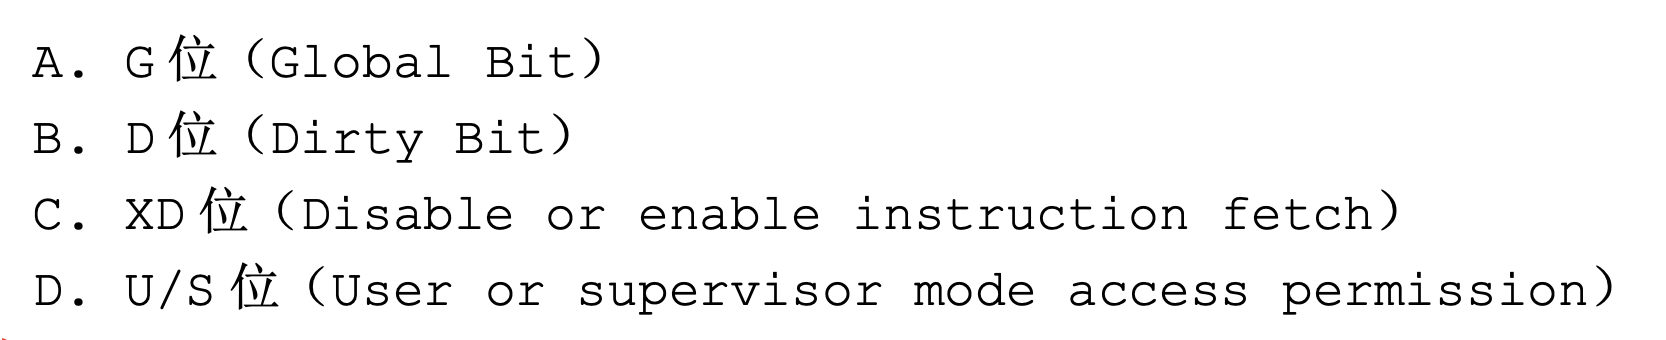 A. G位（Global Bit）
B. D位（Dirty Bit）
C. XD位（Disable or enable instruction fetch）
D. U/S位（User or supervisor mode access permission）